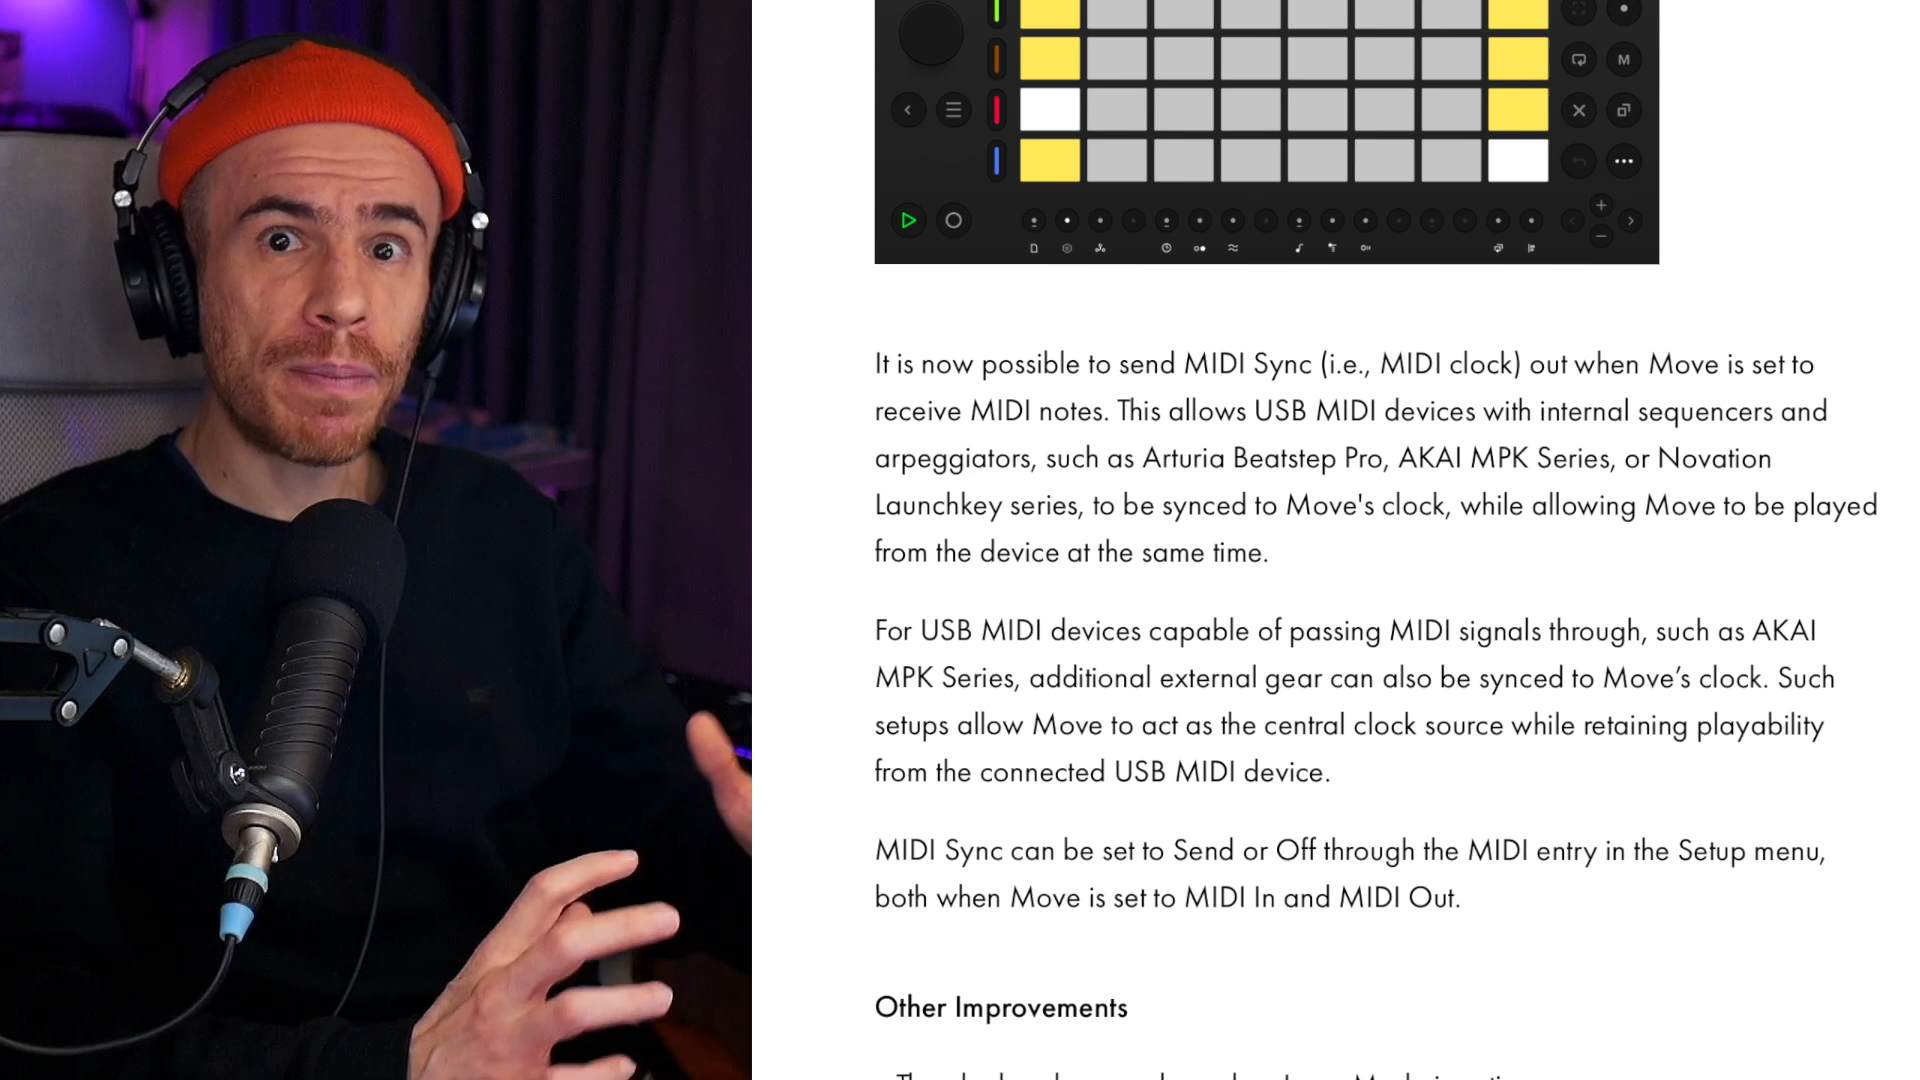 M
It is now possible to send MIDI Sync (i.e., MIDI clock) out when Move is set to
receive MIDI notes. This allows USB MIDI devices with internal sequencers and
arpeggiators, such as Arturia Beatstep Pro, AKAI MPK Series, or Novation
Launchkey series, to be synced to Move's clock, while allowing Move to be played
from the device at the same time.
For USB MIDI devices capable of passing MIDI signals through, such as AKAI
MPK Series, additional external gear can also be synced to Move’s clock. Such
setups allow Move to act as the central clock source while retaining playability
from the connected USB MIDI device.
MIDI Sync can be set to Send or Off through the MIDI entry in the Setup menu,
both when Move is set to MIDI In and MIDI Out.
Other Improvements